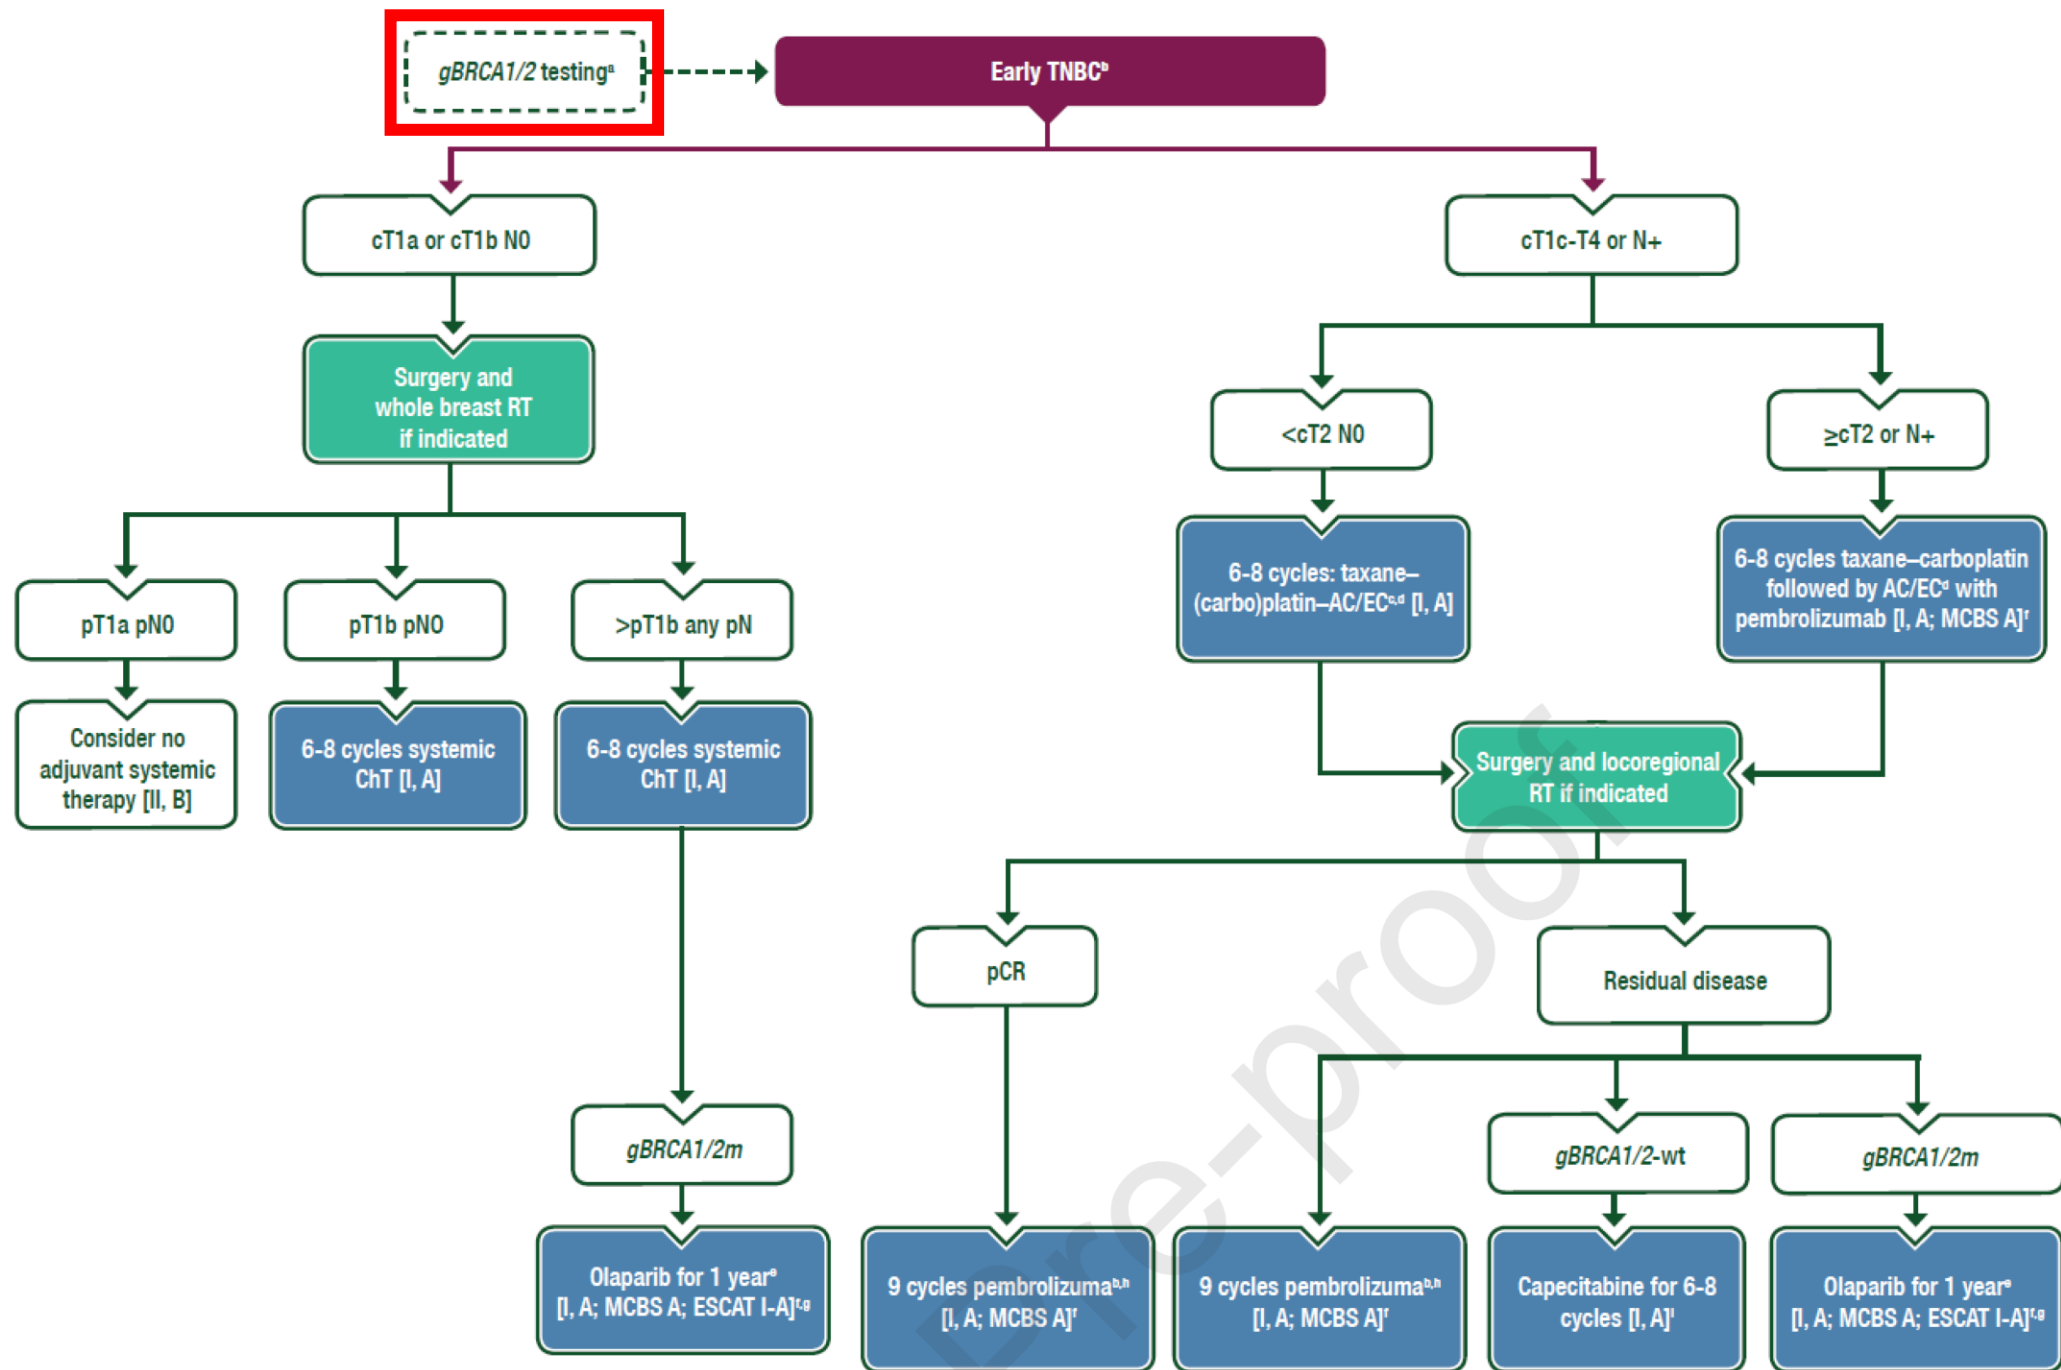 gBRCA1/2 testingᵃ
Early TNBCᵇ
cT1a or cT1b N0
cT1c-T4 or N+
Surgery and
whole breast RT
if indicated
<cT2 N0
≥cT2 or N+
6-8 cycles: taxane–
(carbo)platin–AC/ECᶜ,ᵈ [I, A]
6-8 cycles taxane–carboplatin
followed by AC/ECᵈ with
pembrolizumab [I, A; MCBS A]ᶠ
pT1a pN0
pT1b pN0
>pT1b any pN
Consider no
adjuvant systemic
therapy [II, B]
6-8 cycles systemic
ChT [I, A]
6-8 cycles systemic
ChT [I, A]
Surgery and locoregional
RT if indicated
pCR
Residual disease
gBRCA1/2m
gBRCA1/2-wt
gBRCA1/2m
Olaparib for 1 yearᵉ
[I, A; MCBS A; ESCAT I-A]ᶠ,ᵍ
9 cycles pembrolizumaᵇ,ʰ
[I, A; MCBS A]ᶠ
9 cycles pembrolizumaᵇ,ʰ
[I, A; MCBS A]ᶠ
Capecitabine for 6-8
cycles [I, A]ⁱ
Olaparib for 1 yearᵉ
[I, A; MCBS A; ESCAT I-A]ᶠ,ᵍ
Pre-proof